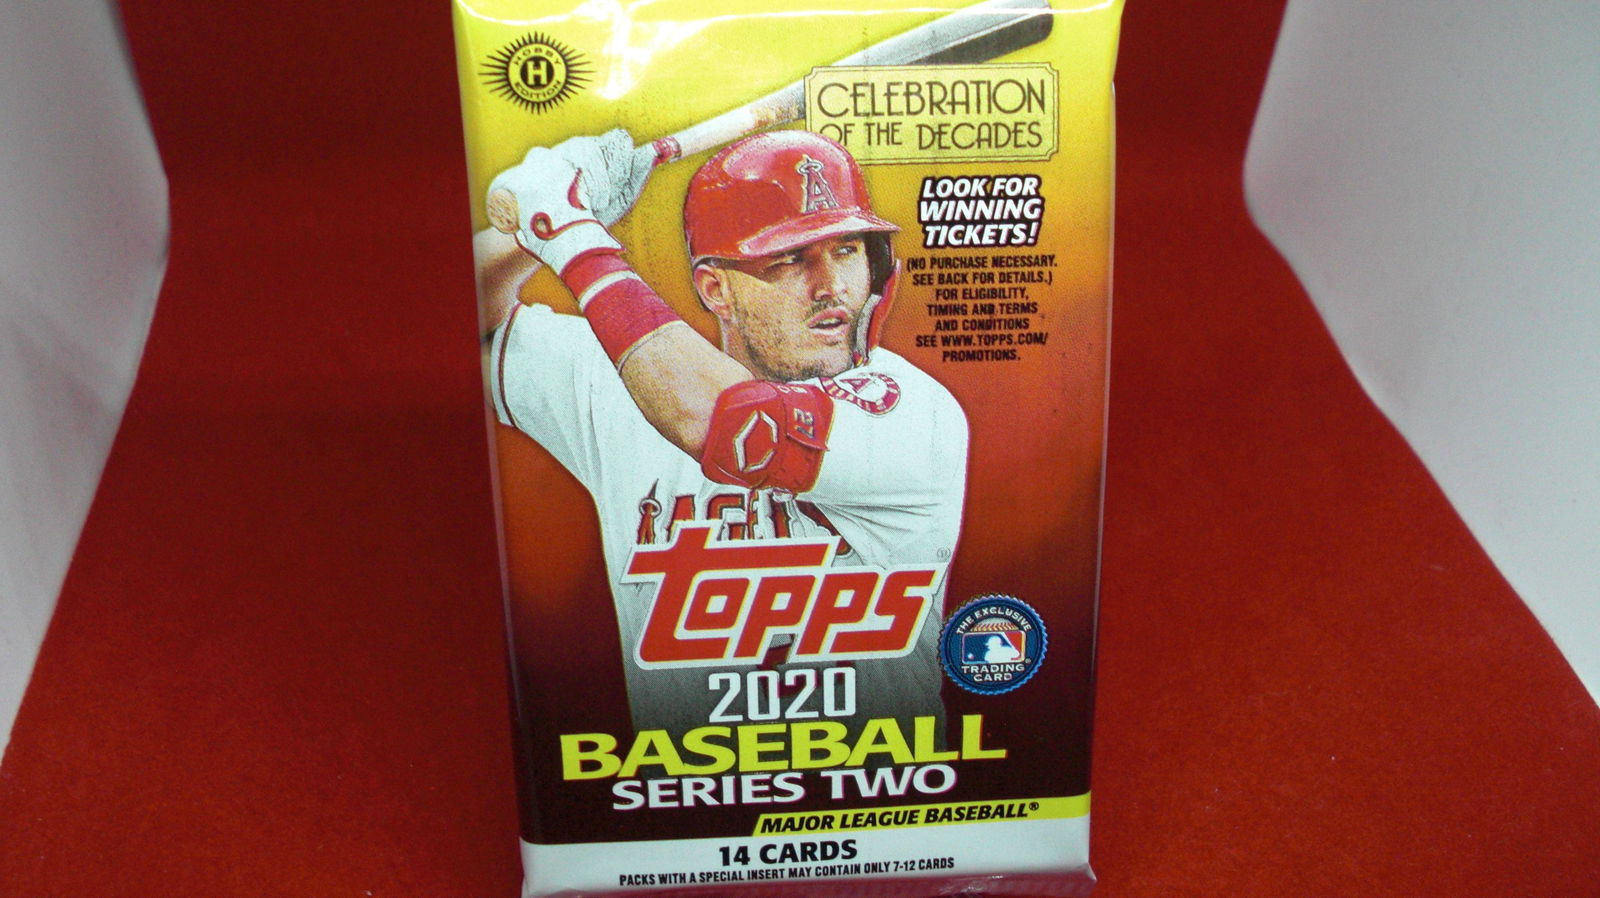 HOBBY
H
EDITION
CELEBRATION
OF THE DECADES
LOOK FOR
WINNING
TICKETS!
(NO PURCHASE NECESSARY.
SEE BACK FOR DETAILS.)
FOR ELIGIBILITY,
TIMING AND TERMS
AND CONDITIONS
SEE WWW.TOPPS.COM/
PROMOTIONS.
A
27
A
topps
®
THE EXCLUSIVE
TRADING
CARD
2020
BASEBALL
SERIES TWO
MAJOR LEAGUE BASEBALL®
14 CARDS
PACKS WITH A SPECIAL INSERT MAY CONTAIN ONLY 7-12 CARDS